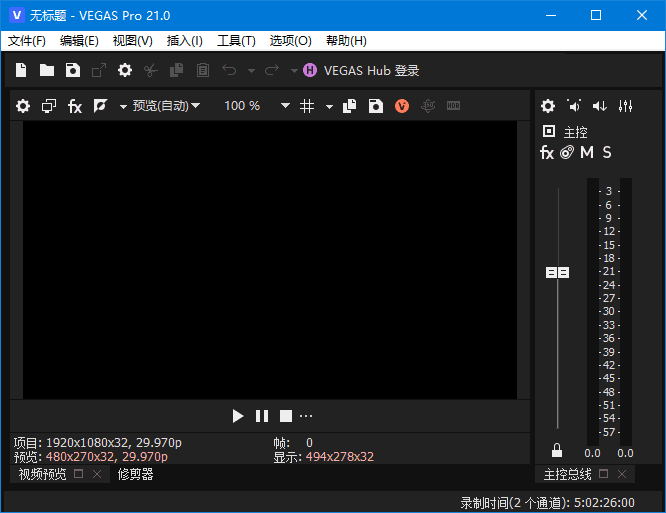 V 无标题 - VEGAS Pro 21.0
文件(F) 编辑(E) 视图(V) 插入(I) 工具(T) 选项(O) 帮助(H)
H VEGAS Hub 登录
fx 预览(自动) 100 % V 360 HDR
主控
fx M S
3
6
9
12
15
18
21
24
27
30
33
36
39
42
45
48
51
54
57
0.0 0.0
项目: 1920x1080x32, 29.970p 帧: 0
预览: 480x270x32, 29.970p 显示: 494x278x32
视频预览 修剪器 主控总线
录制时间(2 个通道): 5:02:26:00